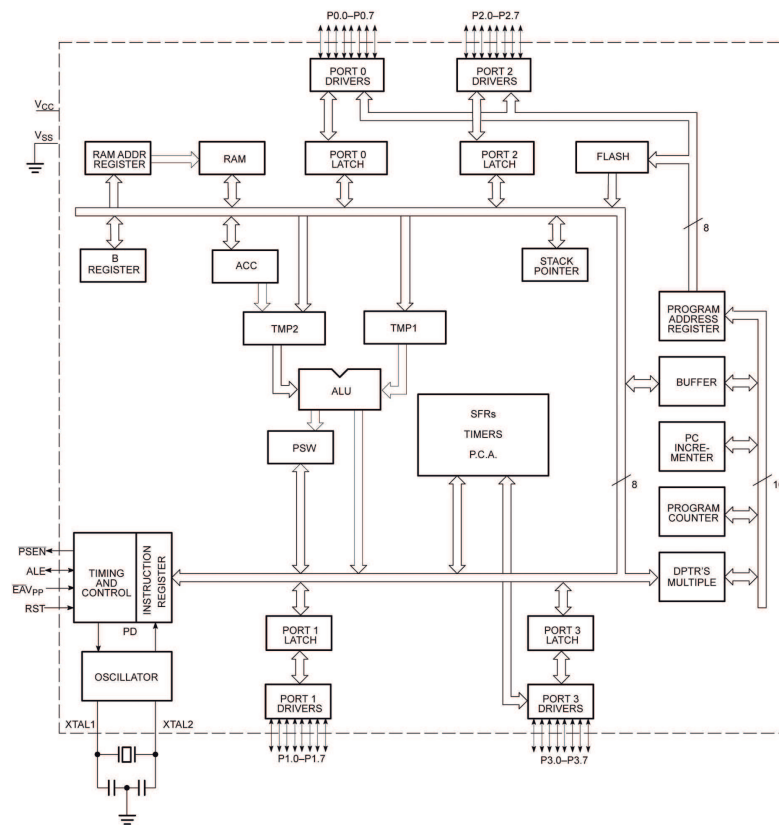 P0.0–P0.7
P2.0–P2.7
PORT 0
DRIVERS
PORT 2
DRIVERS
VCC
VSS
RAM ADDR
REGISTER
RAM
PORT 0
LATCH
PORT 2
LATCH
FLASH
8
B
REGISTER
ACC
STACK
POINTER
TMP2
TMP1
PROGRAM
ADDRESS
REGISTER
ALU
BUFFER
SFRs
TIMERS
P.C.A.
PSW
PC
INCRE-
MENTER
8
PROGRAM
COUNTER
PSEN
ALE
EAVPP
RST
TIMING
AND
CONTROL
INSTRUCTION
REGISTER
DPTR'S
MULTIPLE
PD
PORT 1
LATCH
PORT 3
LATCH
OSCILLATOR
PORT 1
DRIVERS
PORT 3
DRIVERS
XTAL1
XTAL2
P1.0–P1.7
P3.0–P3.7